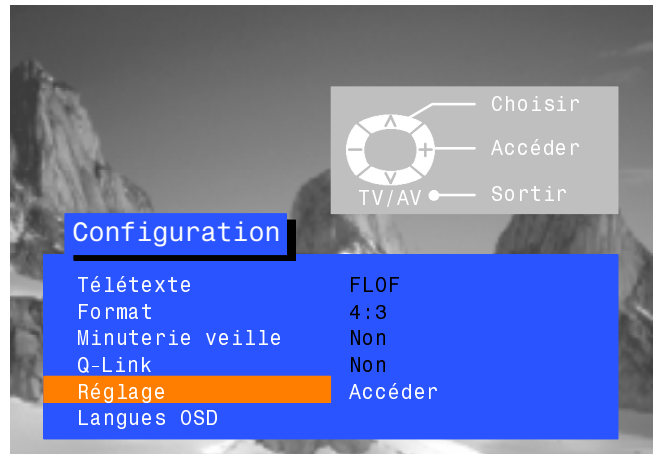 Choisir
Accéder
TV/AV Sortir
Configuration
Télétexte FLOF
Format 4:3
Minuterie veille Non
Q-Link Non
Réglage Accéder
Langues OSD